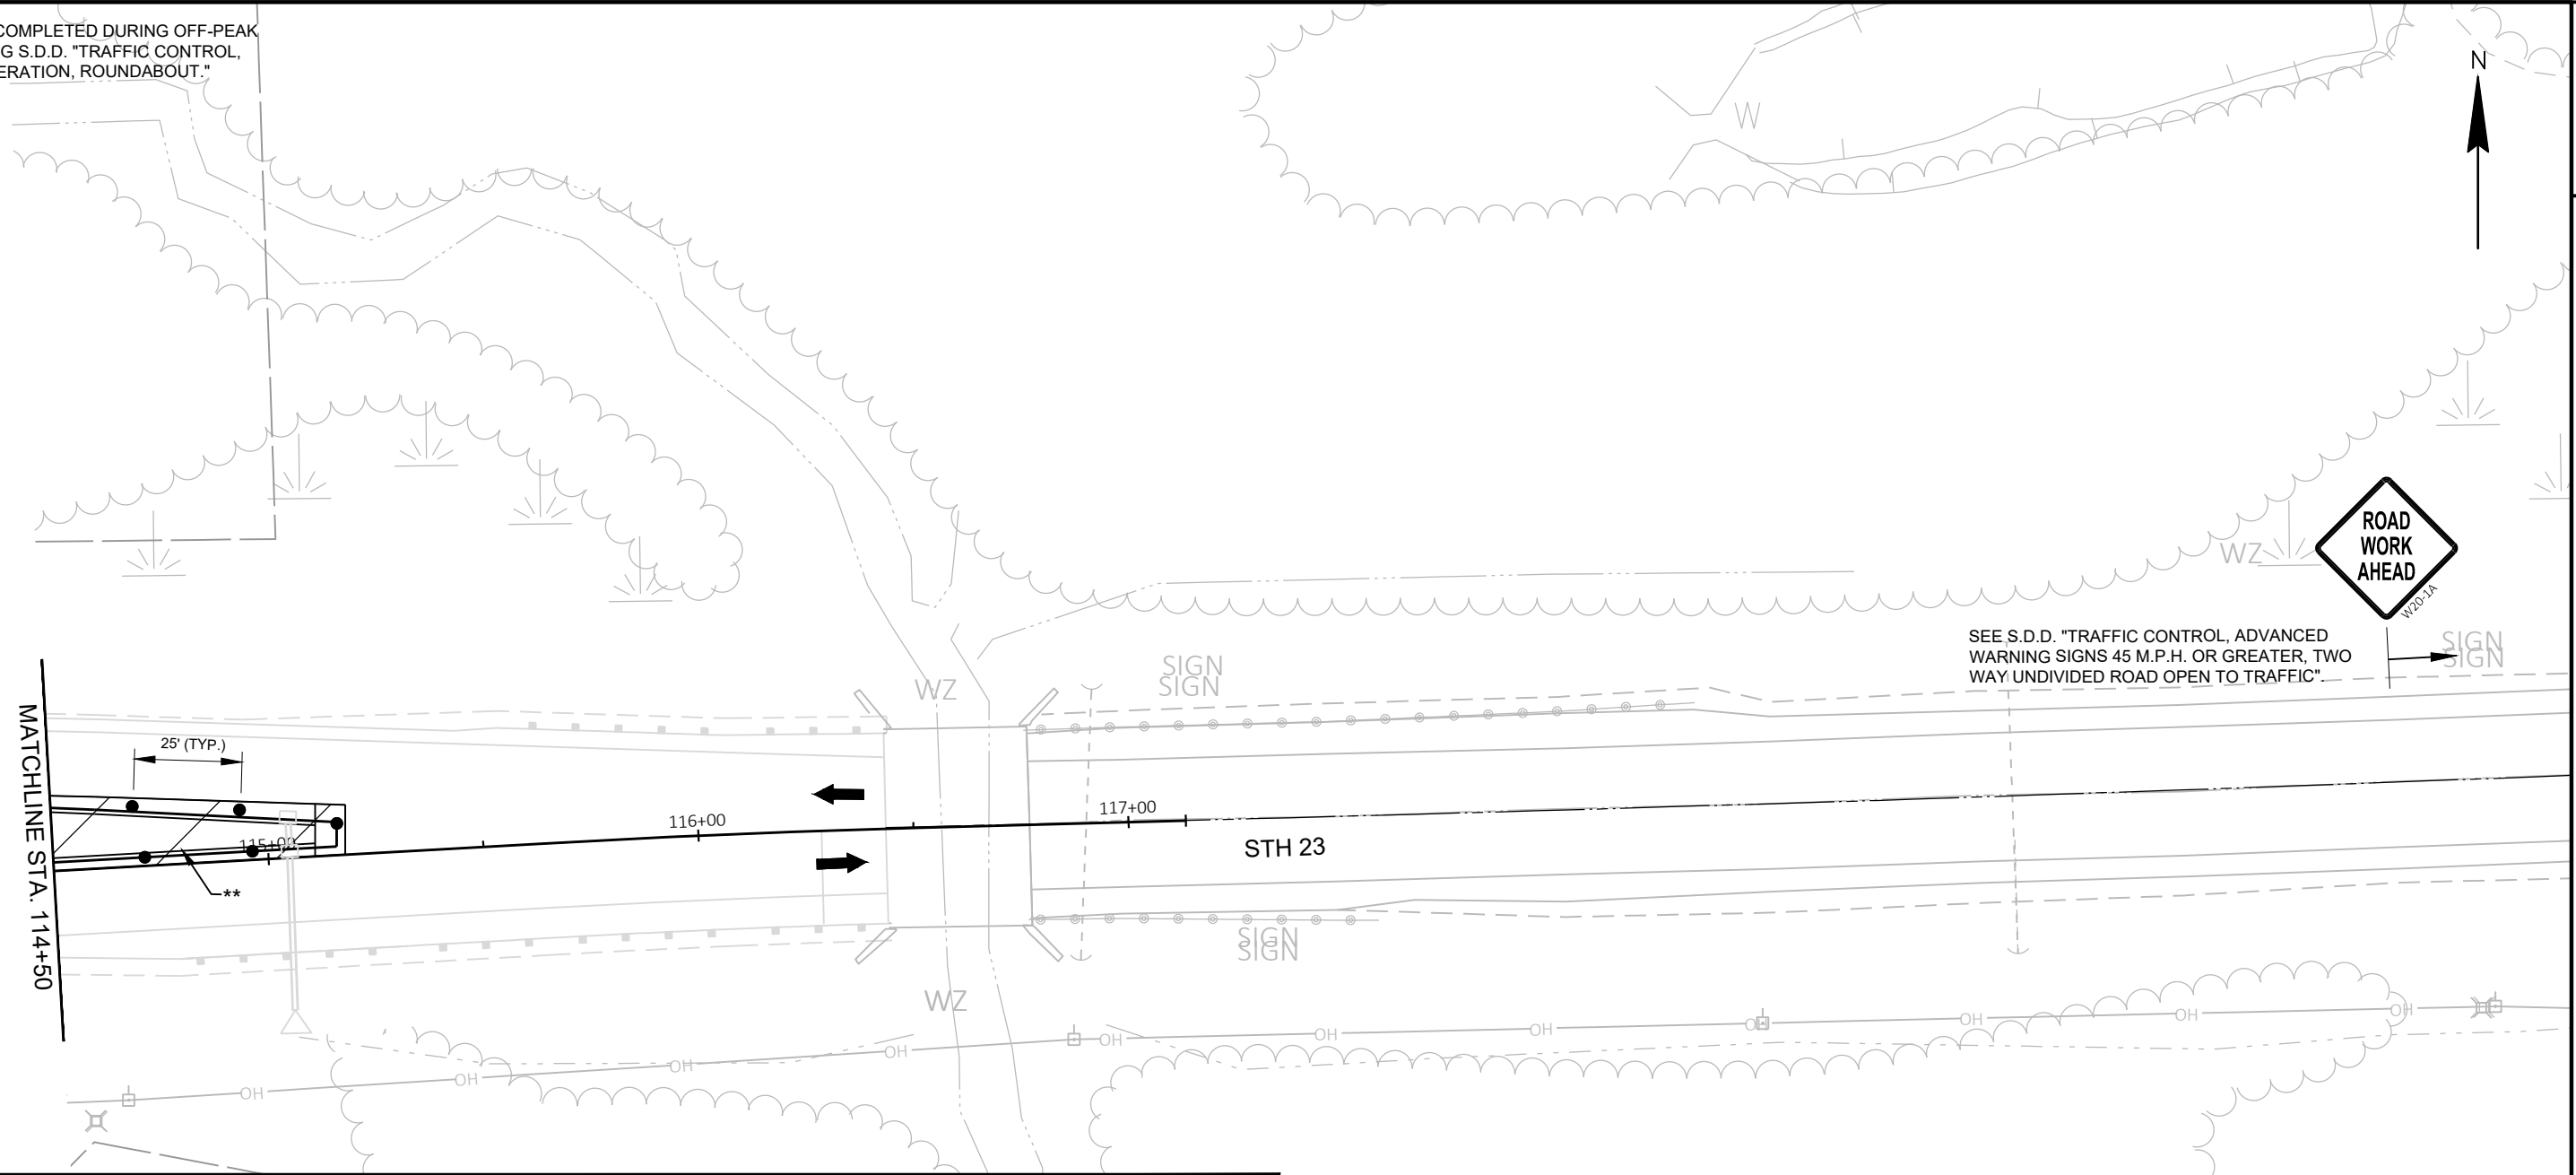 COMPLETED DURING OFF-PEAK
G S.D.D. "TRAFFIC CONTROL,
ERATION, ROUNDABOUT."
N
W
ROAD
WORK
AHEAD
W20-1A
WZ
SEE S.D.D. "TRAFFIC CONTROL, ADVANCED
WARNING SIGNS 45 M.P.H. OR GREATER, TWO
WAY UNDIVIDED ROAD OPEN TO TRAFFIC".
SIGN
SIGN
SIGN
SIGN
WZ
MATCHLINE STA. 114+50
25' (TYP.)
115+00
116+00
117+00
STH 23
**
SIGN
SIGN
WZ
OH
OH
OH
OH
OH
OH
OH
OH
OH
OH
OH